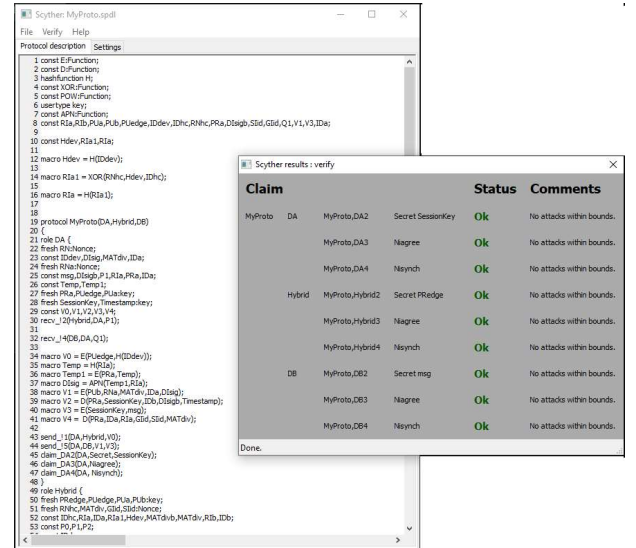 Scyther: MyProto.spdl
File Verify Help
Protocol description Settings
1 const E:Function;
2 const D:Function;
3 hashfunction H;
4 const XOR:Function;
5 const POW:Function;
6 usertype key;
7 const APN:Function;
8 const RIa,RIb,PUa,PUb,PUedge,IDdev,IDhc,RNhc,PRa,DIsigb,SIid,GIid,Q1,V1,V3,IDa;
9
10 const Hdev,RIa1,RIa;
11
12 macro Hdev = H(IDdev);
13
14 macro RIa1 = XOR(RNhc,Hdev,IDhc);
15
16 macro RIa = H(RIa1);
17
18
19 protocol MyProto(DA,Hybrid,DB)
20 {
21 role DA {
22 fresh RN:Nonce;
23 const IDdev,DIsig,MATdiv,IDa;
24 fresh RNa:Nonce;
25 const msg,DIsigb,P1,RIa,PRa,IDa;
26 const Temp,Temp1;
27 fresh PRa,PUedge,PUa:key;
28 fresh SessionKey,Timestamp:key;
29 const V0,V1,V2,V3,V4;
30 recv_!2(Hybrid,DA,P1);
31
32 recv_!4(DB,DA,Q1);
33
34 macro V0 = E(PUedge,H(IDdev));
35 macro Temp = H(RIa);
36 macro Temp1 = E(PRa,Temp);
37 macro DIsig = APN(Temp1,RIa);
38 macro V1 = E(PUb,RNa,MATdiv,IDa,DIsig);
39 macro V2 = D(PRa,SessionKey,IDb,DIsigb,Timestamp);
40 macro V3 = E(SessionKey,msg);
41 macro V4 = D(PRa,IDa,RIa,GIid,SIid,MATdiv);
42
43 send_!1(DA,Hybrid,V0);
44 send_!5(DA,DB,V1,V3);
45 claim_DA2(DA,Secret,SessionKey);
46 claim_DA3(DA,Niagree);
47 claim_DA4(DA, Nisynch);
48 }
49 role Hybrid {
50 fresh PRedge,PUedge,PUa,PUb:key;
51 fresh RNhc,MATdiv,GIid,SIid:Nonce;
52 const IDhc,RIa,IDa,RIa1,Hdev,MATdivb,MATdiv,RIb,IDb;
53 const P0,P1,P2;
Scyther results : verify
Claim Status Comments
MyProto DA MyProto,DA2 Secret SessionKey Ok No attacks within bounds.
MyProto,DA3 Niagree Ok No attacks within bounds.
MyProto,DA4 Nisynch Ok No attacks within bounds.
Hybrid MyProto,Hybrid2 Secret PRedge Ok No attacks within bounds.
MyProto,Hybrid3 Niagree Ok No attacks within bounds.
MyProto,Hybrid4 Nisynch Ok No attacks within bounds.
DB MyProto,DB2 Secret msg Ok No attacks within bounds.
MyProto,DB3 Niagree Ok No attacks within bounds.
MyProto,DB4 Nisynch Ok No attacks within bounds.
Done.